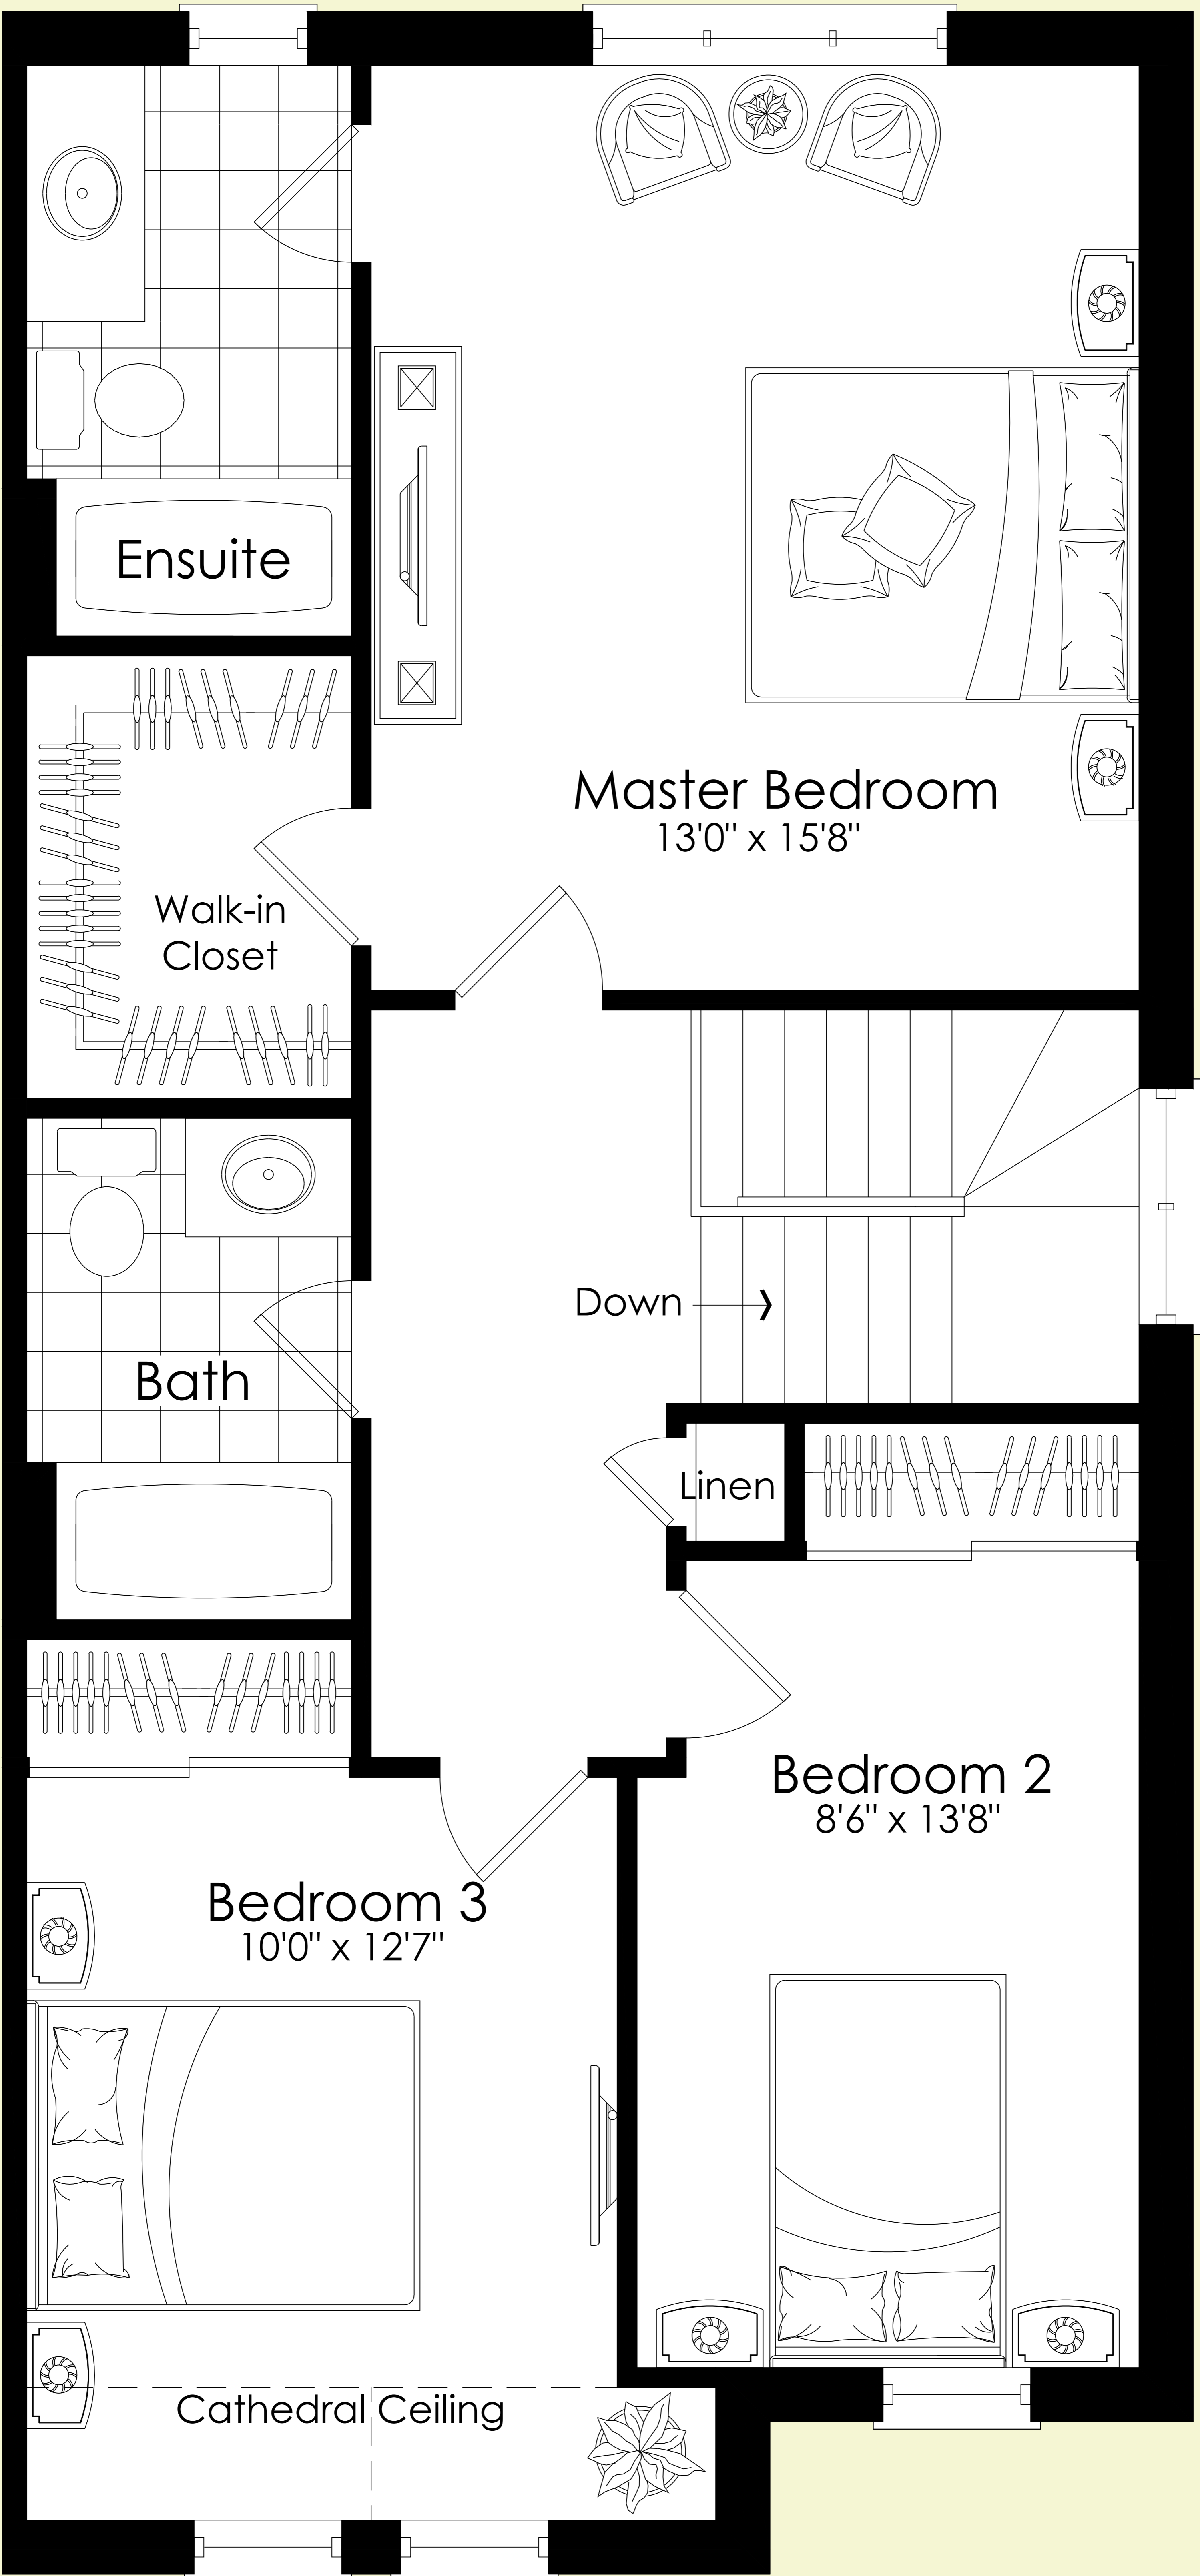 Ensuite
Master Bedroom
13'0" x 15'8"
Walk-in
Closet
Down
Bath
Linen
Bedroom 2
8'6" x 13'8"
Bedroom 3
10'0" x 12'7"
Cathedral Ceiling